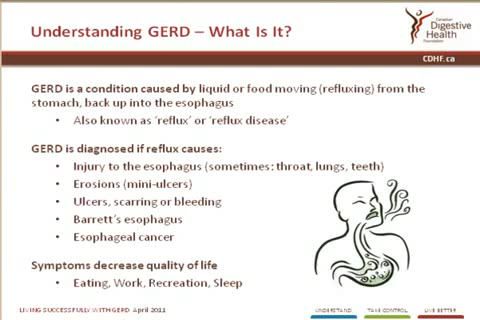 Understanding GERD – What Is It?
Canadian
Digestive
Health
Foundation
CDHF.ca
GERD is a condition caused by liquid or food moving (refluxing) from the
stomach, back up into the esophagus
• Also known as ‘reflux’ or ‘reflux disease’
GERD is diagnosed if reflux causes:
• Injury to the esophagus (sometimes: throat, lungs, teeth)
• Erosions (mini-ulcers)
• Ulcers, scarring or bleeding
• Barrett’s esophagus
• Esophageal cancer
Symptoms decrease quality of life
• Eating, Work, Recreation, Sleep
LIVING SUCCESSFULLY WITH GERD April 2011
UNDERSTAND TAKE CONTROL LIVE BETTER